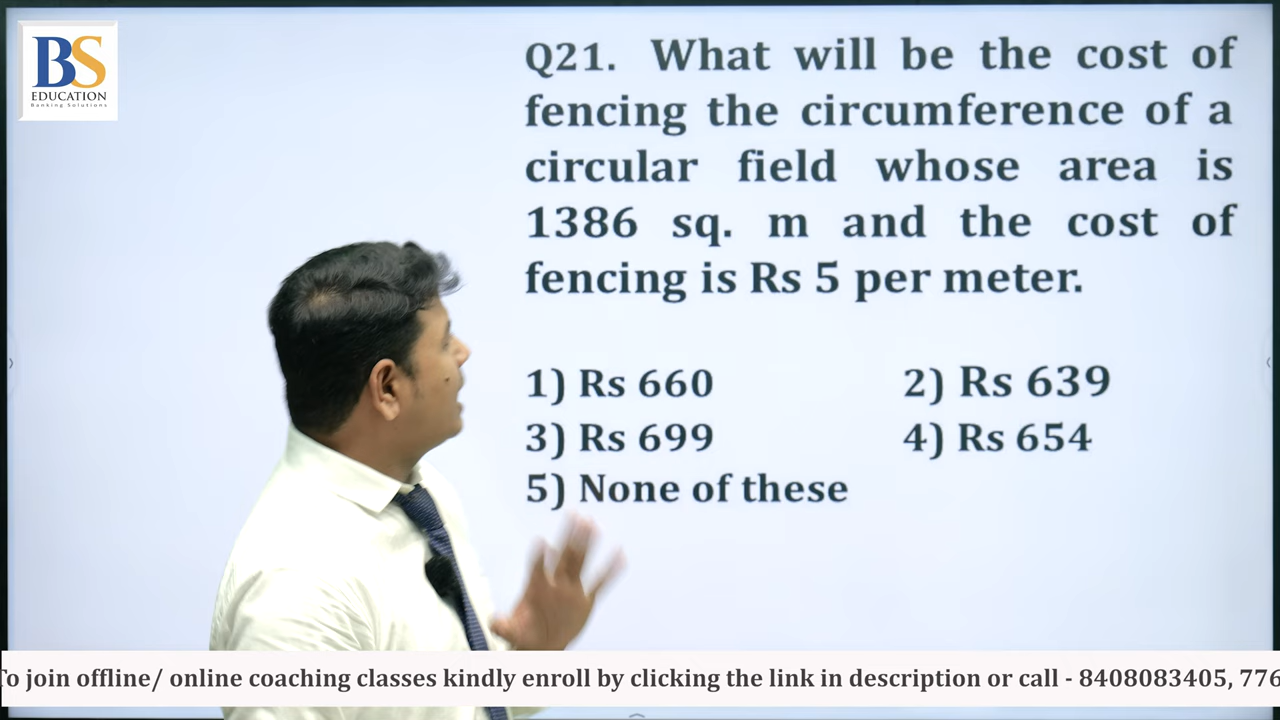 BS
EDUCATION
Banking Solutions
Q21. What will be the cost of
fencing the circumference of a
circular field whose area is
1386 sq. m and the cost of
fencing is Rs 5 per meter.
1) Rs 660 2) Rs 639
3) Rs 699 4) Rs 654
5) None of these
To join offline/ online coaching classes kindly enroll by clicking the link in description or call - 8408083405, 776